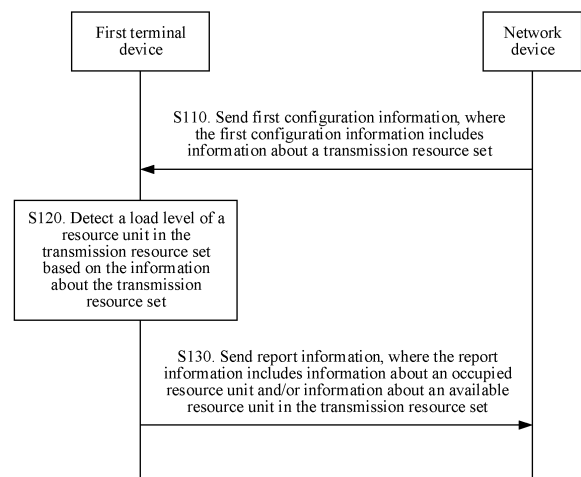 First terminal
device
Network
device
S110. Send first configuration information, where
the first configuration information includes
information about a transmission resource set
S120. Detect a load level of a
resource unit in the
transmission resource set
based on the information
about the transmission
resource set
S130. Send report information, where the report
information includes information about an occupied
resource unit and/or information about an available
resource unit in the transmission resource set